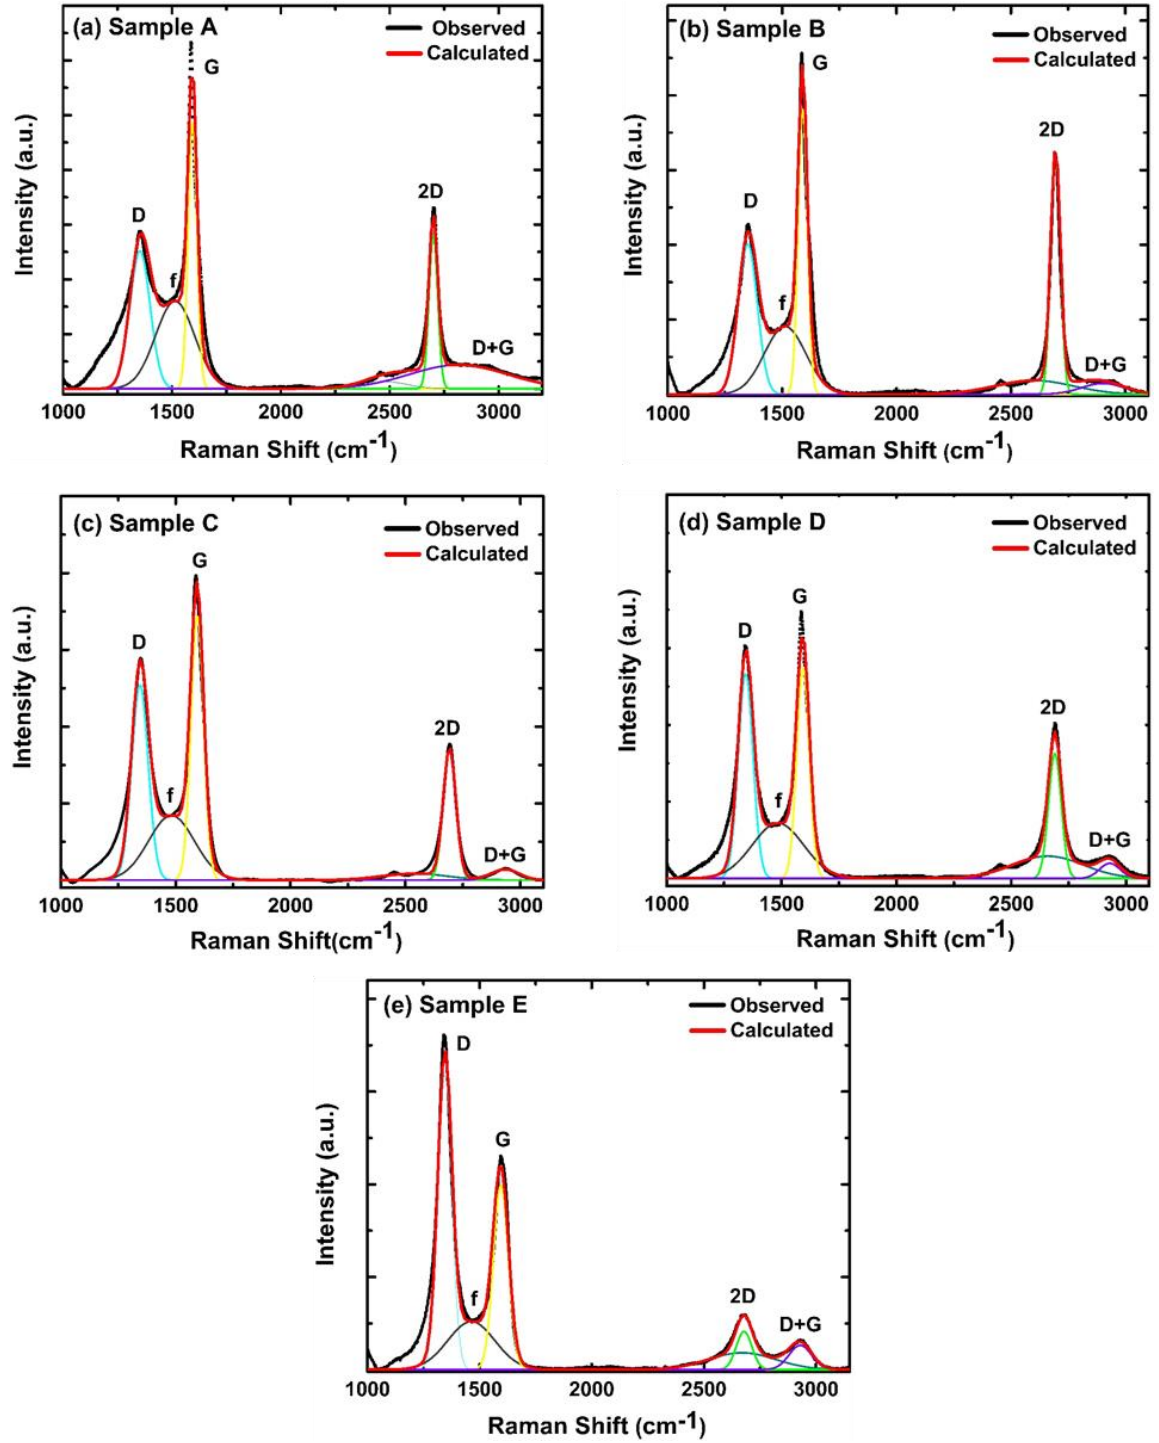 (a) Sample A
Observed
Calculated
G
D
f
2D
D+G
Intensity (a.u.)
1000 1500 2000 2500 3000
Raman Shift (cm-1)
(b) Sample B
Observed
Calculated
G
2D
D
f
D+G
Intensity (a.u.)
1000 1500 2000 2500 3000
Raman Shift (cm-1)
(c) Sample C
Observed
Calculated
G
D
2D
f
D+G
Intensity (a.u.)
1000 1500 2000 2500 3000
Raman Shift(cm-1)
(d) Sample D
Observed
Calculated
G
D
2D
f
D+G
Intensity (a.u.)
1000 1500 2000 2500 3000
Raman Shift (cm-1)
(e) Sample E
Observed
Calculated
D
G
f
2D
D+G
Intensity (a.u.)
1000 1500 2000 2500 3000
Raman Shift (cm-1)